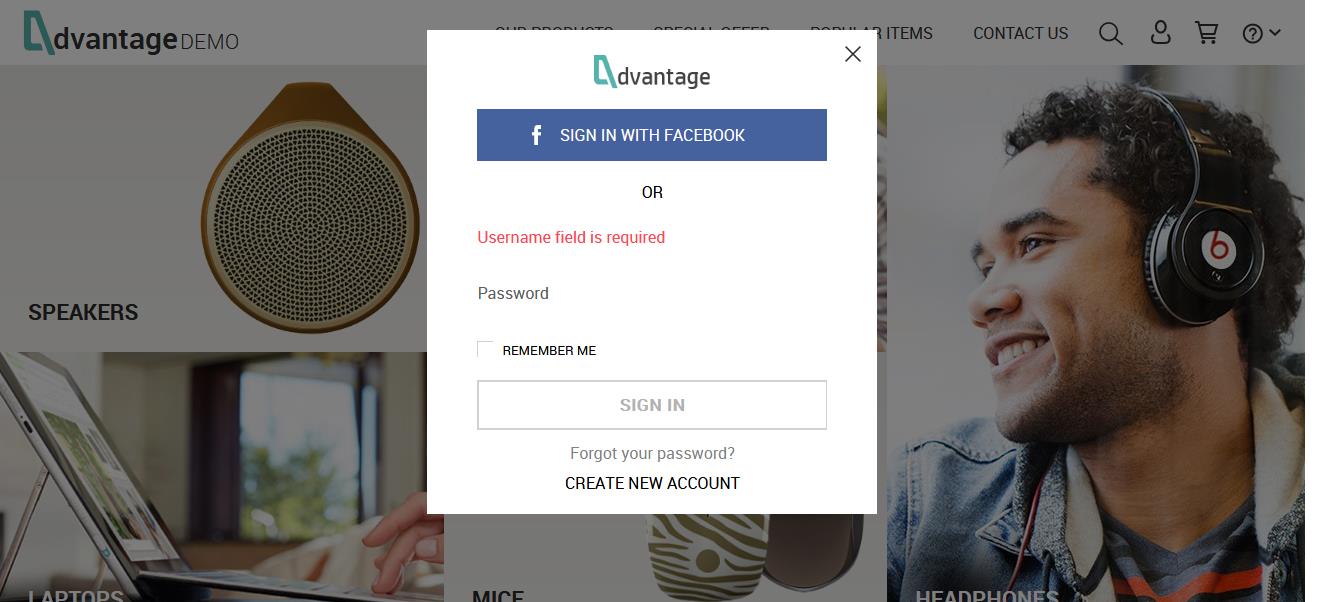 dvantage DEMO
OUR PRODUCTS SPECIAL OFFER POPULAR ITEMS CONTACT US
dvantage
SIGN IN WITH FACEBOOK
OR
Username field is required
Password
REMEMBER ME
SIGN IN
Forgot your password?
CREATE NEW ACCOUNT
SPEAKERS
LAPTOPS
MICE
HEADPHONES